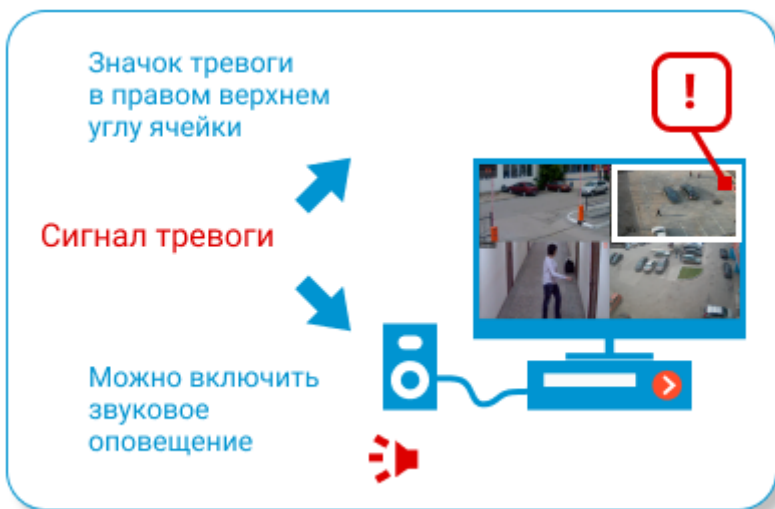 Значок тревоги
в правом верхнем
углу ячейки
!
Сигнал тревоги
Можно включить
звуковое
оповещение